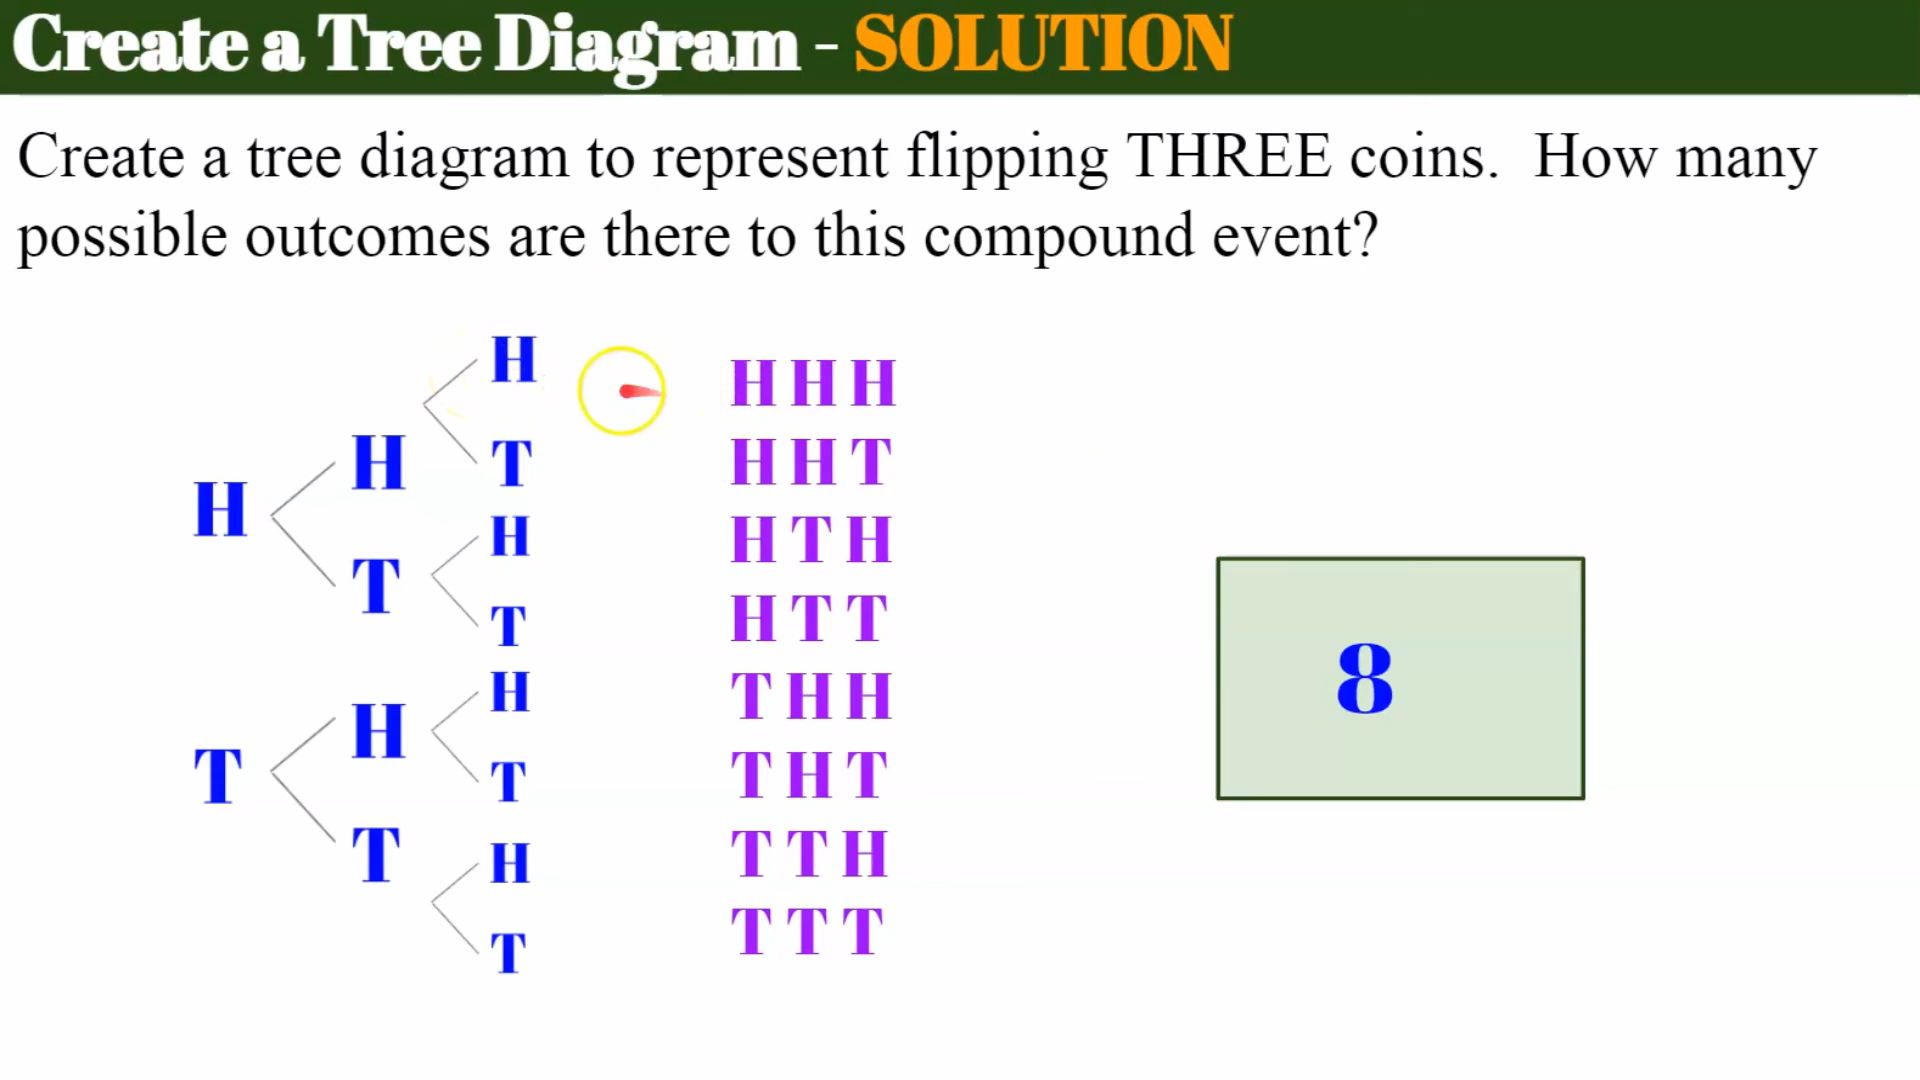 Create a Tree Diagram - SOLUTION
Create a tree diagram to represent flipping THREE coins. How many
possible outcomes are there to this compound event?
H
H
H
T
T
H
T
T
H
H
T
T
H
T
H H H
H H T
H T H
H T T
T H H
T H T
T T H
T T T
8